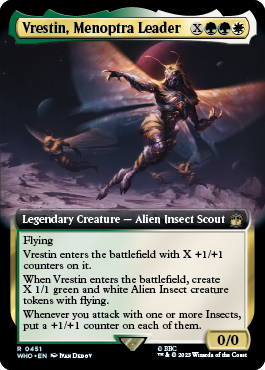 Vrestin, Menoptra Leader X
Legendary Creature — Alien Insect Scout
Flying
Vrestin enters the battlefield with X +1/+1
counters on it.
When Vrestin enters the battlefield, create
X 1/1 green and white Alien Insect creature
tokens with flying.
Whenever you attack with one or more Insects,
put a +1/+1 counter on each of them.
0/0
R 0451
WHO • EN Ivan Dedov
© BBC
™ & © 2023 Wizards of the Coast